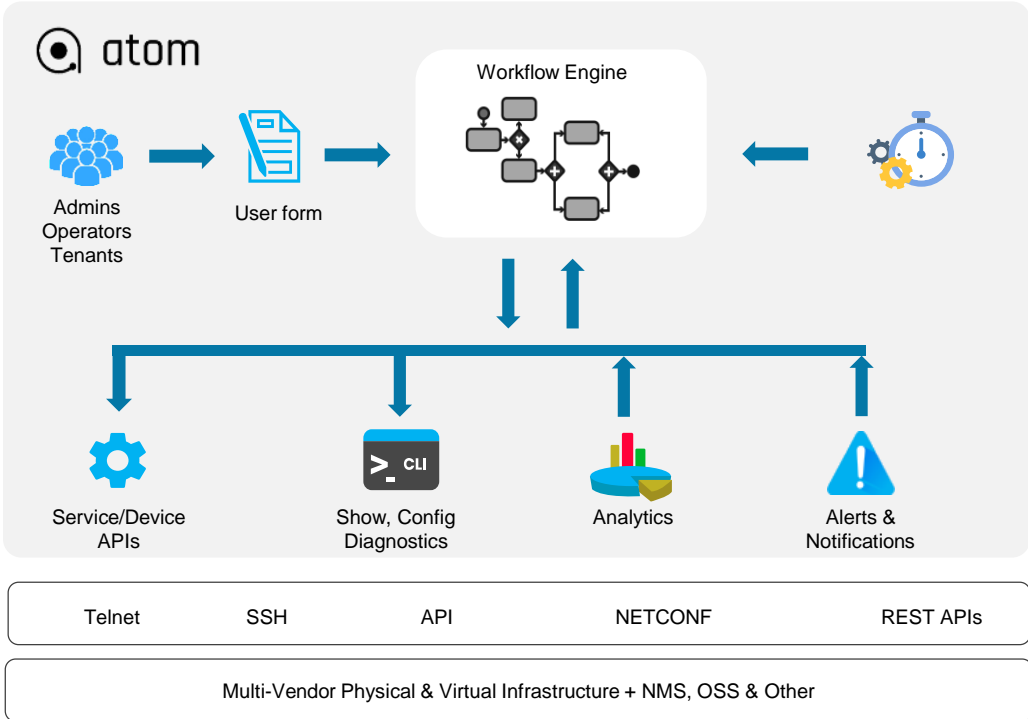 atom
Workflow Engine
Admins
Operators
Tenants
User form
>_ CLI
Service/Device
APIs
Show, Config
Diagnostics
Analytics
Alerts &
Notifications
Telnet SSH API NETCONF REST APIs
Multi-Vendor Physical & Virtual Infrastructure + NMS, OSS & Other